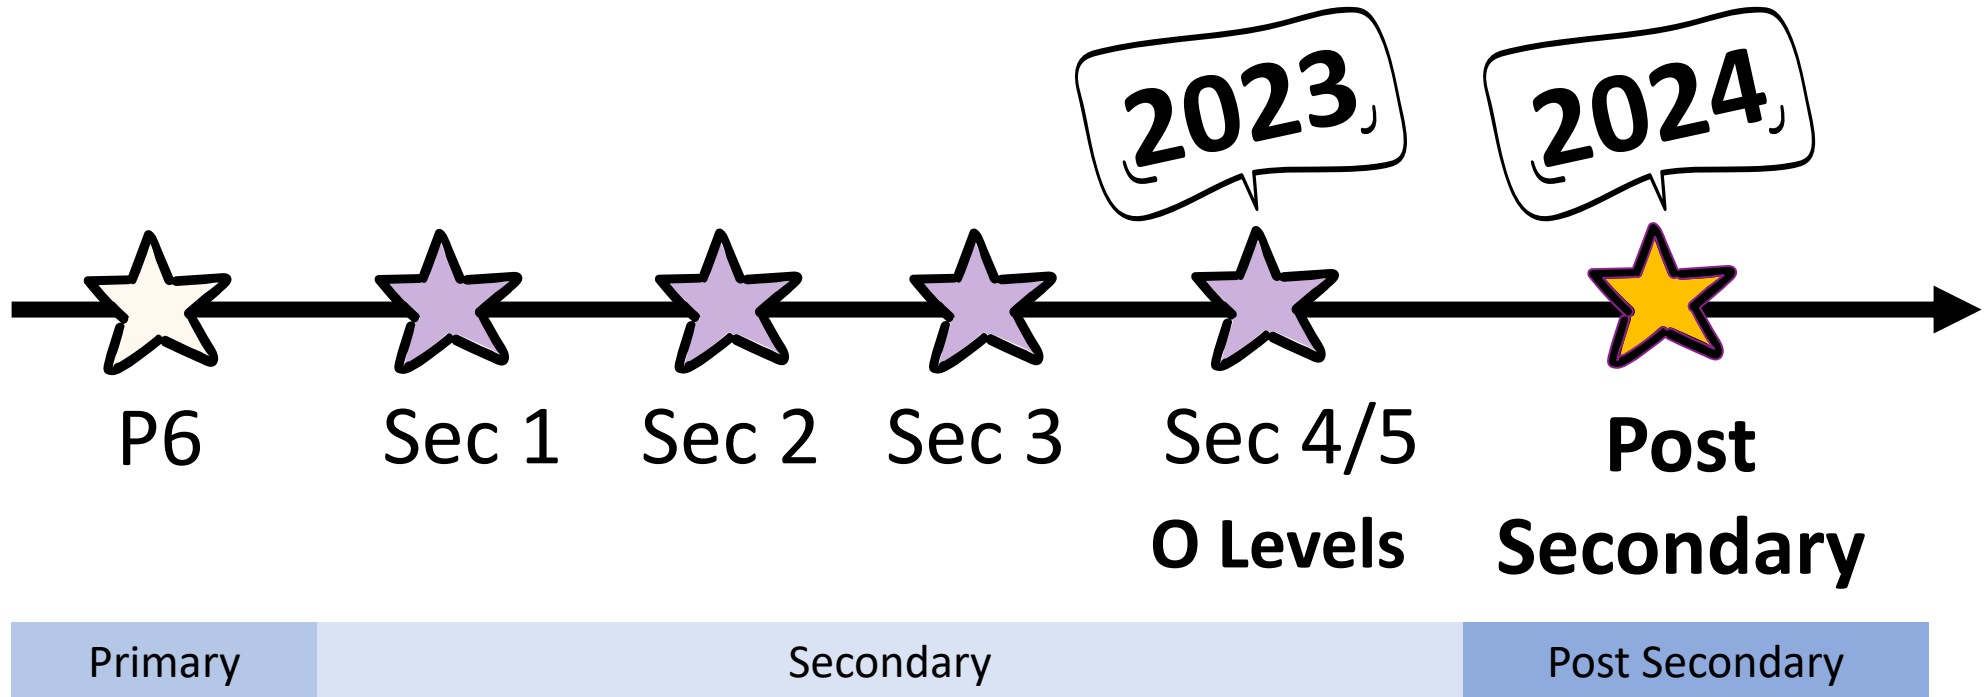 2023
2024
P6
Sec 1
Sec 2
Sec 3
Sec 4/5
O Levels
Post
Secondary
Primary
Secondary
Post Secondary